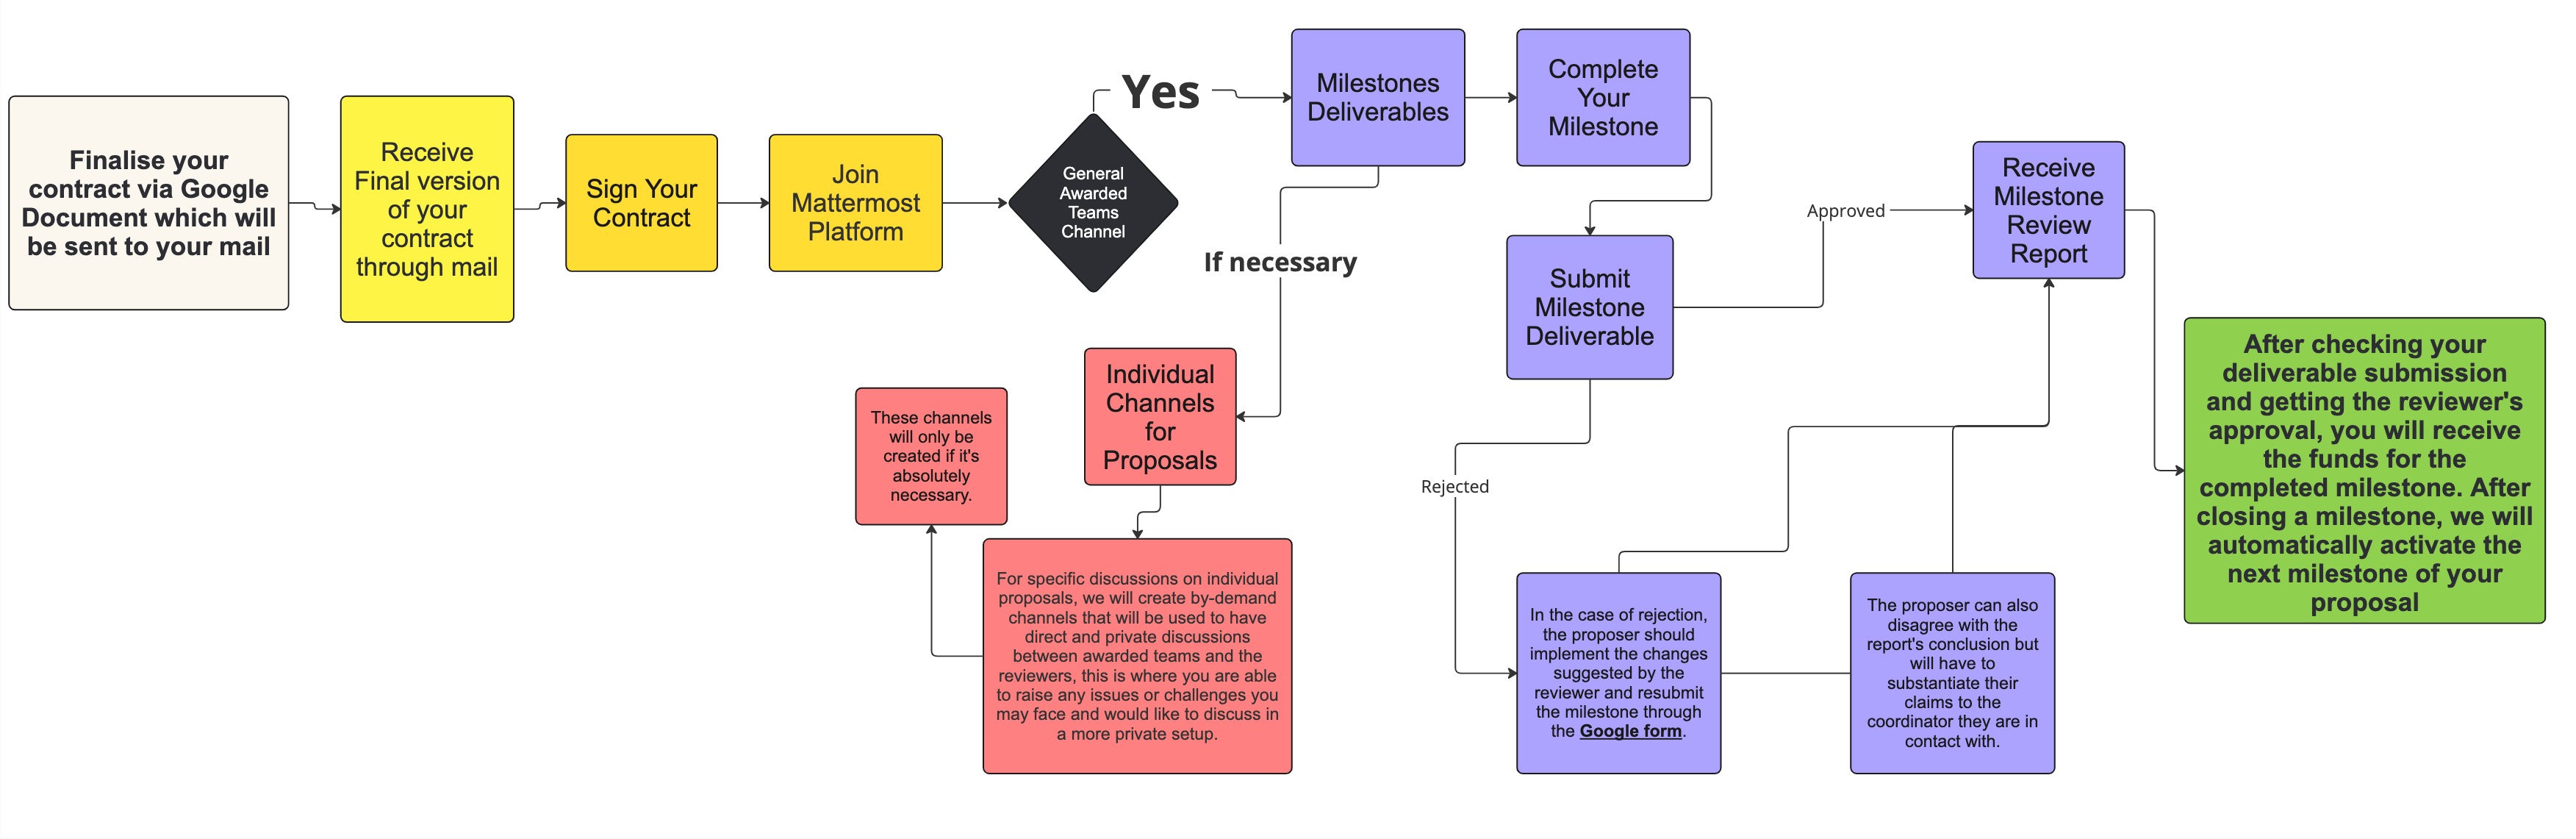 Finalise your
contract via Google
Document which will
be sent to your mail
Receive
Final version
of your
contract
through mail
Sign Your
Contract
Join
Mattermost
Platform
General
Awarded
Teams
Channel
Yes
Milestones
Deliverables
Complete
Your
Milestone
If necessary
Individual
Channels
for
Proposals
For specific discussions on individual
proposals, we will create by-demand
channels that will be used to have
direct and private discussions
between awarded teams and the
reviewers, this is where you are able
to raise any issues or challenges you
may face and would like to discuss in
a more private setup.
These channels
will only be
created if it's
absolutely
necessary.
Submit
Milestone
Deliverable
Approved
Rejected
In the case of rejection,
the proposer should
implement the changes
suggested by the
reviewer and resubmit
the milestone through
the Google form.
The proposer can also
disagree with the
report's conclusion but
will have to
substantiate their
claims to the
coordinator they are in
contact with.
Receive
Milestone
Review
Report
After checking your
deliverable submission
and getting the reviewer's
approval, you will receive
the funds for the
completed milestone. After
closing a milestone, we will
automatically activate the
next milestone of your
proposal